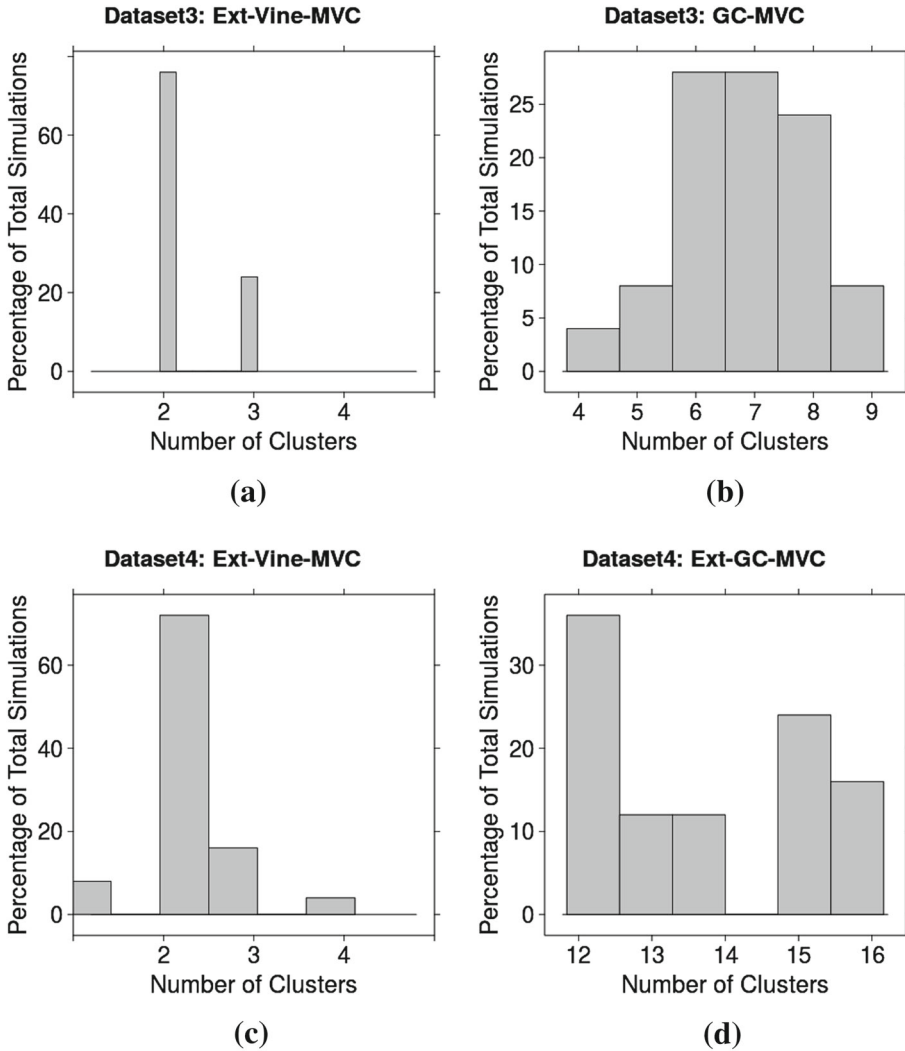 Dataset3: Ext-Vine-MVC
Percentage of Total Simulations
60
40
20
0
2 3 4
Number of Clusters
(a)
Dataset3: GC-MVC
Percentage of Total Simulations
25
20
15
10
5
0
4 5 6 7 8 9
Number of Clusters
(b)
Dataset4: Ext-Vine-MVC
Percentage of Total Simulations
60
40
20
0
2 3 4
Number of Clusters
(c)
Dataset4: Ext-GC-MVC
Percentage of Total Simulations
30
20
10
0
12 13 14 15 16
Number of Clusters
(d)